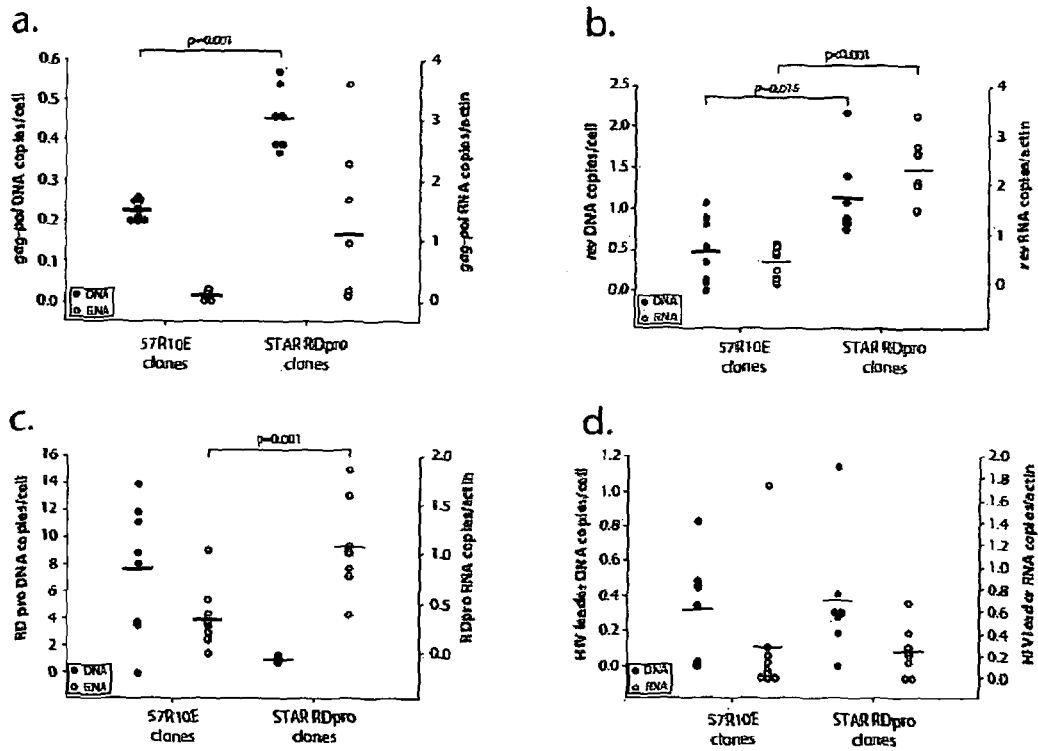 a.
p=0.001
0.6
0.5
0.4
0.3
0.2
0.1
0.0
gag-pol DNA copies/cell
4
3
2
1
0
gag-pol RNA copies/actin
DNA
RNA
57R10E clones
STAR RDpro clones
b.
p<0.001
p=0.015
2.5
2.0
1.5
1.0
0.5
0.0
rev DNA copies/cell
4
3
2
1
0
rev RNA copies/actin
DNA
RNA
57R10E clones
STAR RDpro clones
c.
p=0.001
16
14
12
10
8
6
4
2
0
RD pro DNA copies/cell
2.0
1.5
1.0
0.5
0.0
RDpro RNA copies/actin
DNA
RNA
57R10E clones
STAR RDpro clones
d.
1.2
1.0
0.8
0.6
0.4
0.2
0.0
HIV leader DNA copies/cell
2.0
1.8
1.6
1.4
1.2
1.0
0.8
0.6
0.4
0.2
0.0
HIV leader RNA copies/actin
DNA
RNA
57R10E clones
STAR RDpro clones